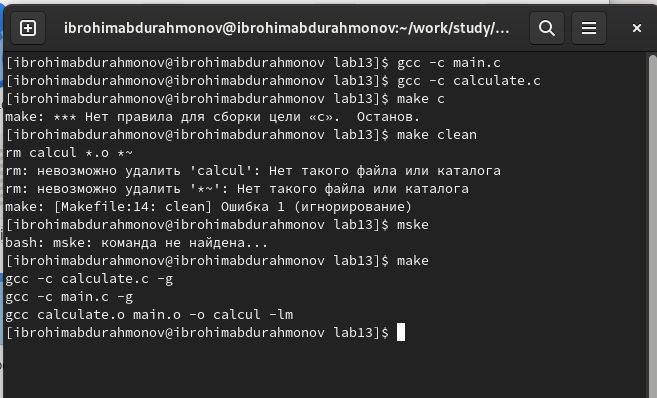 ibrohimabdurahmonov@ibrohimabdurahmonov:~/work/study/...
[ibrohimabdurahmonov@ibrohimabdurahmonov lab13]$ gcc -c main.c
[ibrohimabdurahmonov@ibrohimabdurahmonov lab13]$ gcc -c calculate.c
[ibrohimabdurahmonov@ibrohimabdurahmonov lab13]$ make c
make: *** Нет правила для сборки цели «c».  Останов.
[ibrohimabdurahmonov@ibrohimabdurahmonov lab13]$ make clean
rm calcul *.o *~
rm: невозможно удалить 'calcul': Нет такого файла или каталога
rm: невозможно удалить '*~': Нет такого файла или каталога
make: [Makefile:14: clean] Ошибка 1 (игнорирование)
[ibrohimabdurahmonov@ibrohimabdurahmonov lab13]$ mske
bash: mske: команда не найдена...
[ibrohimabdurahmonov@ibrohimabdurahmonov lab13]$ make
gcc -c calculate.c -g
gcc -c main.c -g
gcc calculate.o main.o -o calcul -lm
[ibrohimabdurahmonov@ibrohimabdurahmonov lab13]$